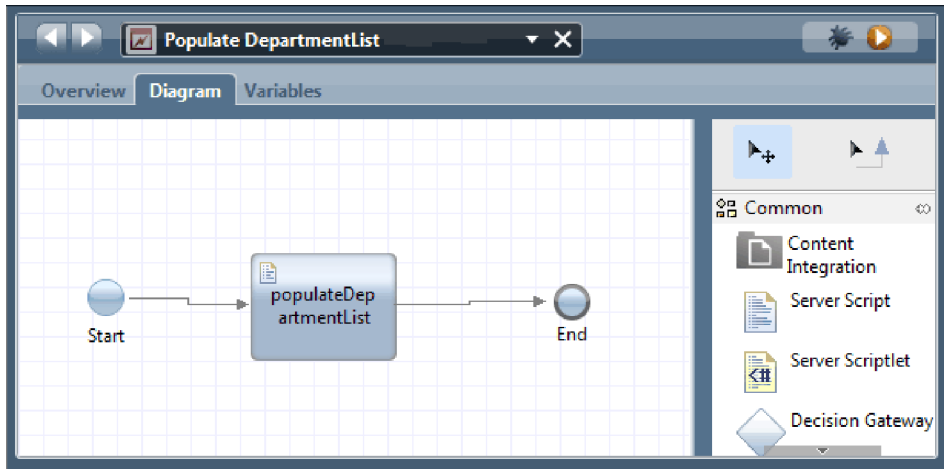 Populate DepartmentList
Overview
Diagram
Variables
Common
Content
Integration
Server Script
<#
Server Scriptlet
Decision Gateway
populateDep
artmentList
Start
End